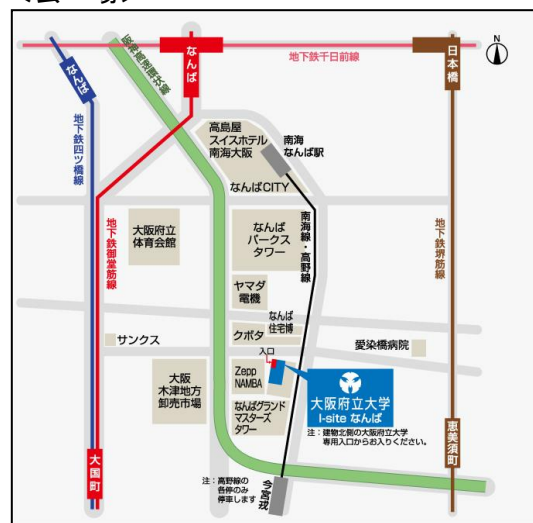 なんば
阪神高速環状線
なんば
地下鉄千日前線
日本橋
N
地下鉄四ツ橋線
高島屋
スイスホテル
南海大阪
南海
なんば駅
なんばCITY
地下鉄御堂筋線
大阪府立
体育会館
なんば
パークス
タワー
南海線・高野線
地下鉄堺筋線
ヤマダ
電機
クボタ
なんば
住宅博
サンクス
入口
愛染橋病院
大阪
木津地方
卸売市場
Zepp
NAMBA
大阪府立大学
I-site なんば
なんばグランド
マスターズ
タワー
注：建物北側の大阪府立大学
専用入口からお入りください。
大国町
恵美須町
注：高野線の
各停のみ
停車します
今宮戎